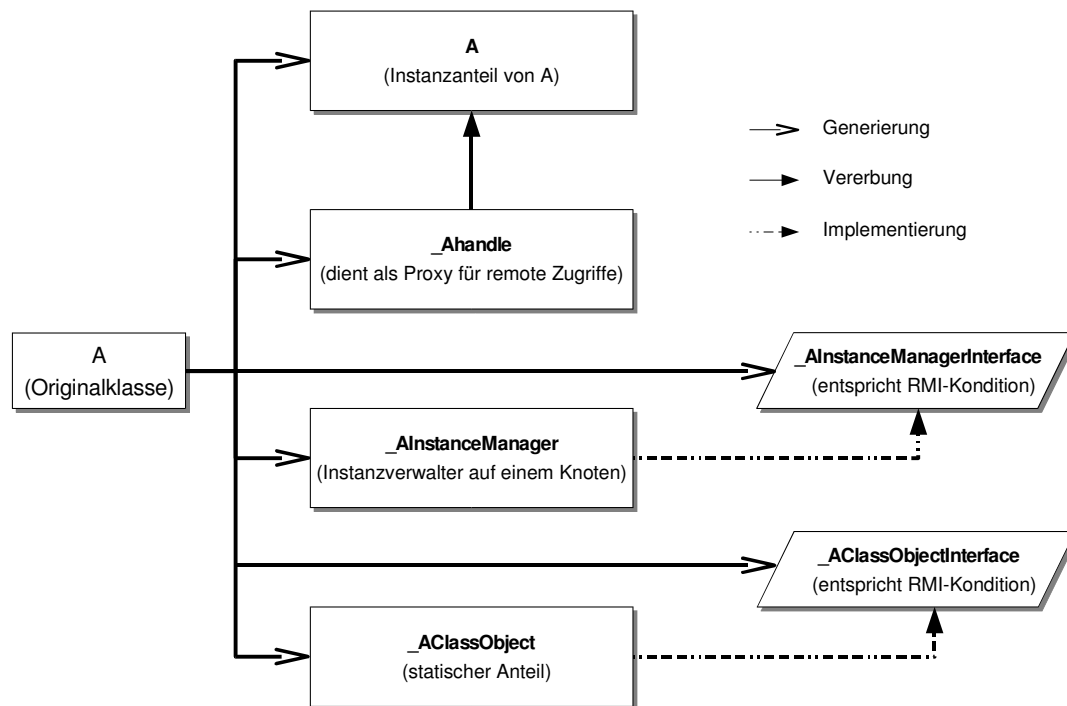 A
(Instanzanteil von A)
Generierung
Vererbung
Implementierung
_Ahandle
(dient als Proxy für remote Zugriffe)
A
(Originalklasse)
_AInstanceManagerInterface
(entspricht RMI-Kondition)
_AInstanceManager
(Instanzverwalter auf einem Knoten)
_AClassObjectInterface
(entspricht RMI-Kondition)
_AClassObject
(statischer Anteil)